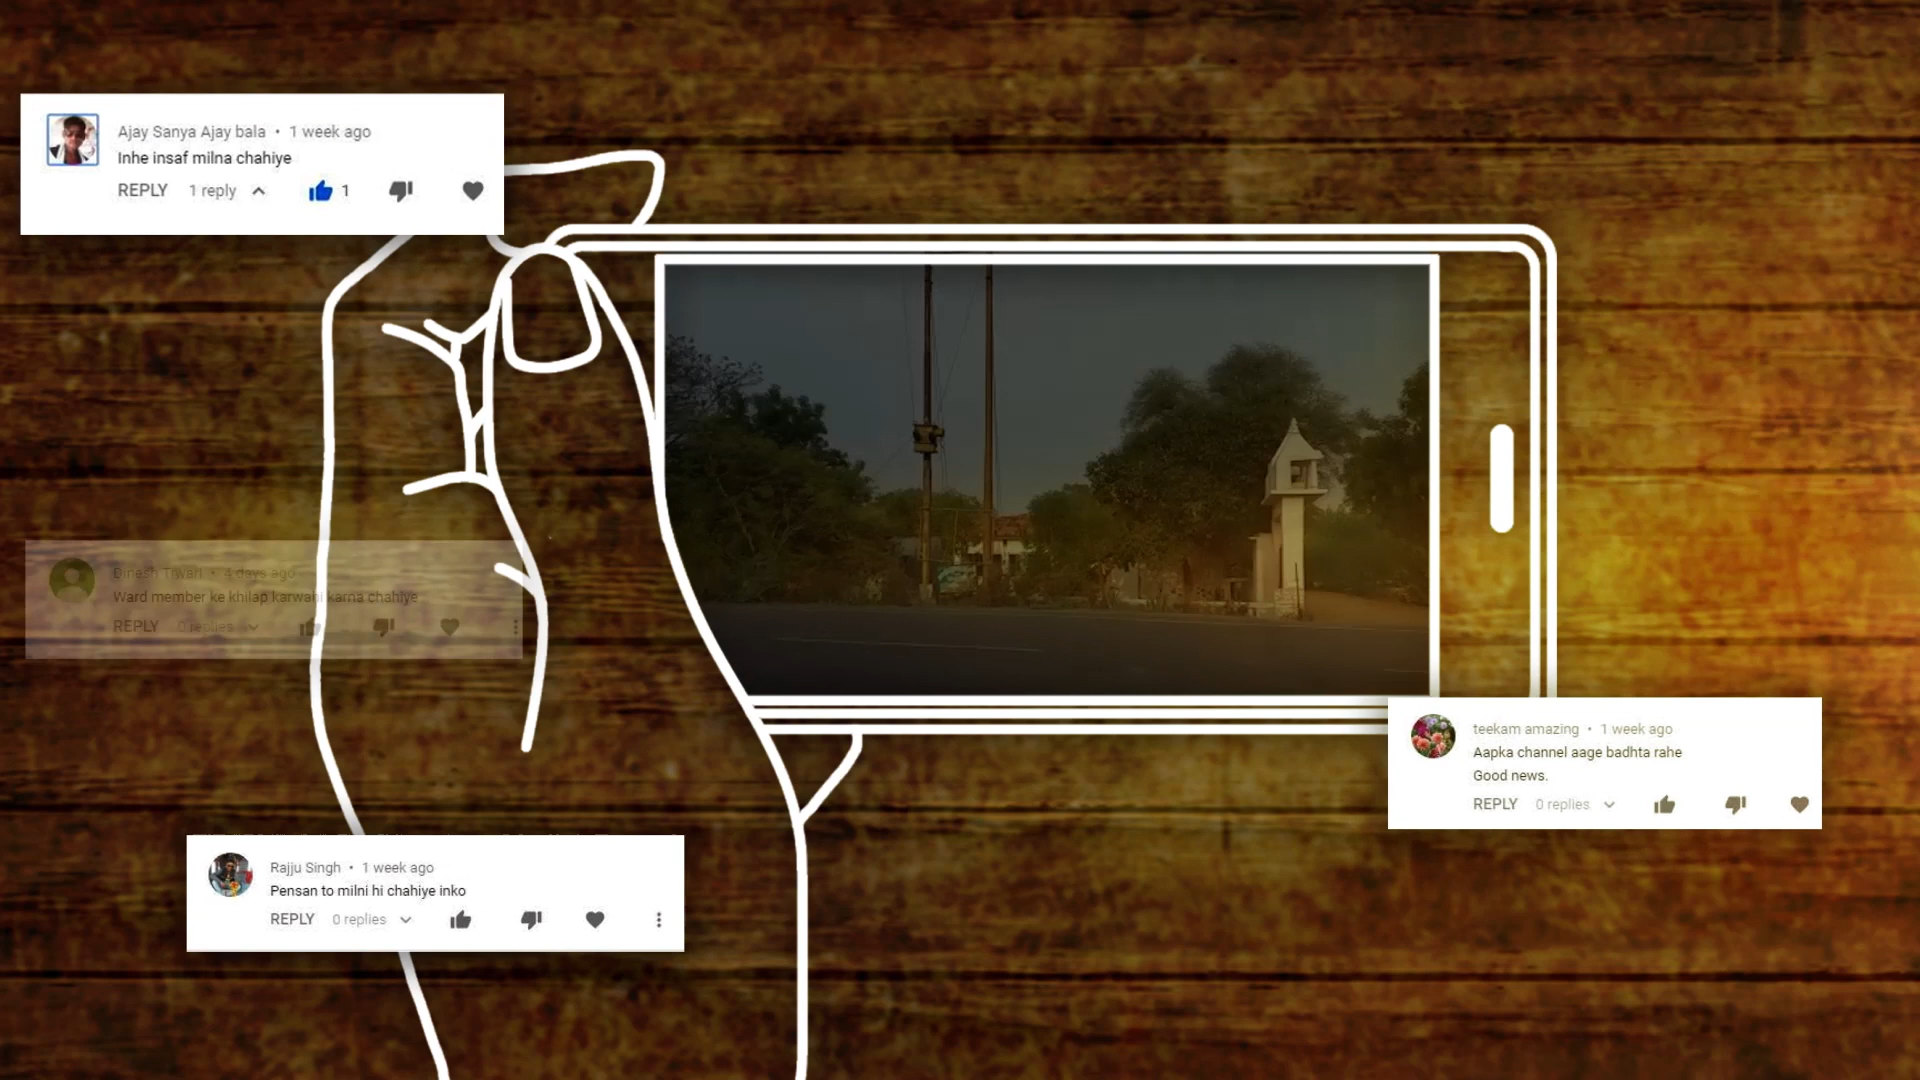 Ajay Sanya Ajay bala • 1 week ago
Inhe insaf milna chahiye
REPLY 1 reply 1
Dinesh Tiwari • 4 days ago
Ward member ke khilap karwahi karna chahiye
REPLY 0 replies
teekam amazing • 1 week ago
Aapka channel aage badhta rahe
Good news.
REPLY 0 replies
Rajju Singh • 1 week ago
Pensan to milni hi chahiye inko
REPLY 0 replies